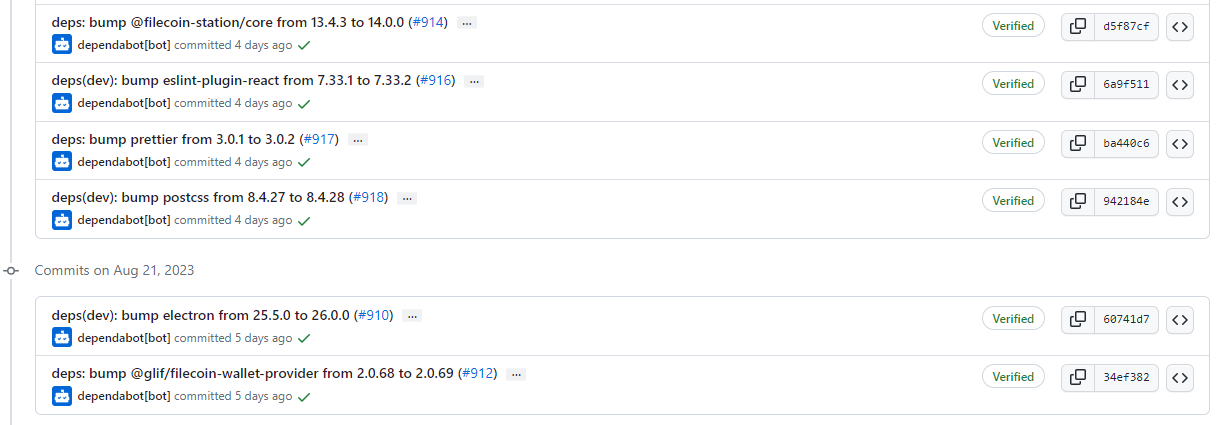 deps: bump @filecoin-station/core from 13.4.3 to 14.0.0 (#914) ... Verified d5f87cf
dependabot[bot] committed 4 days ago
deps(dev): bump eslint-plugin-react from 7.33.1 to 7.33.2 (#916) ... Verified 6a9f511
dependabot[bot] committed 4 days ago
deps: bump prettier from 3.0.1 to 3.0.2 (#917) ... Verified ba440c6
dependabot[bot] committed 4 days ago
deps(dev): bump postcss from 8.4.27 to 8.4.28 (#918) ... Verified 942184e
dependabot[bot] committed 4 days ago
Commits on Aug 21, 2023
deps(dev): bump electron from 25.5.0 to 26.0.0 (#910) ... Verified 60741d7
dependabot[bot] committed 5 days ago
deps: bump @glif/filecoin-wallet-provider from 2.0.68 to 2.0.69 (#912) ... Verified 34ef382
dependabot[bot] committed 5 days ago